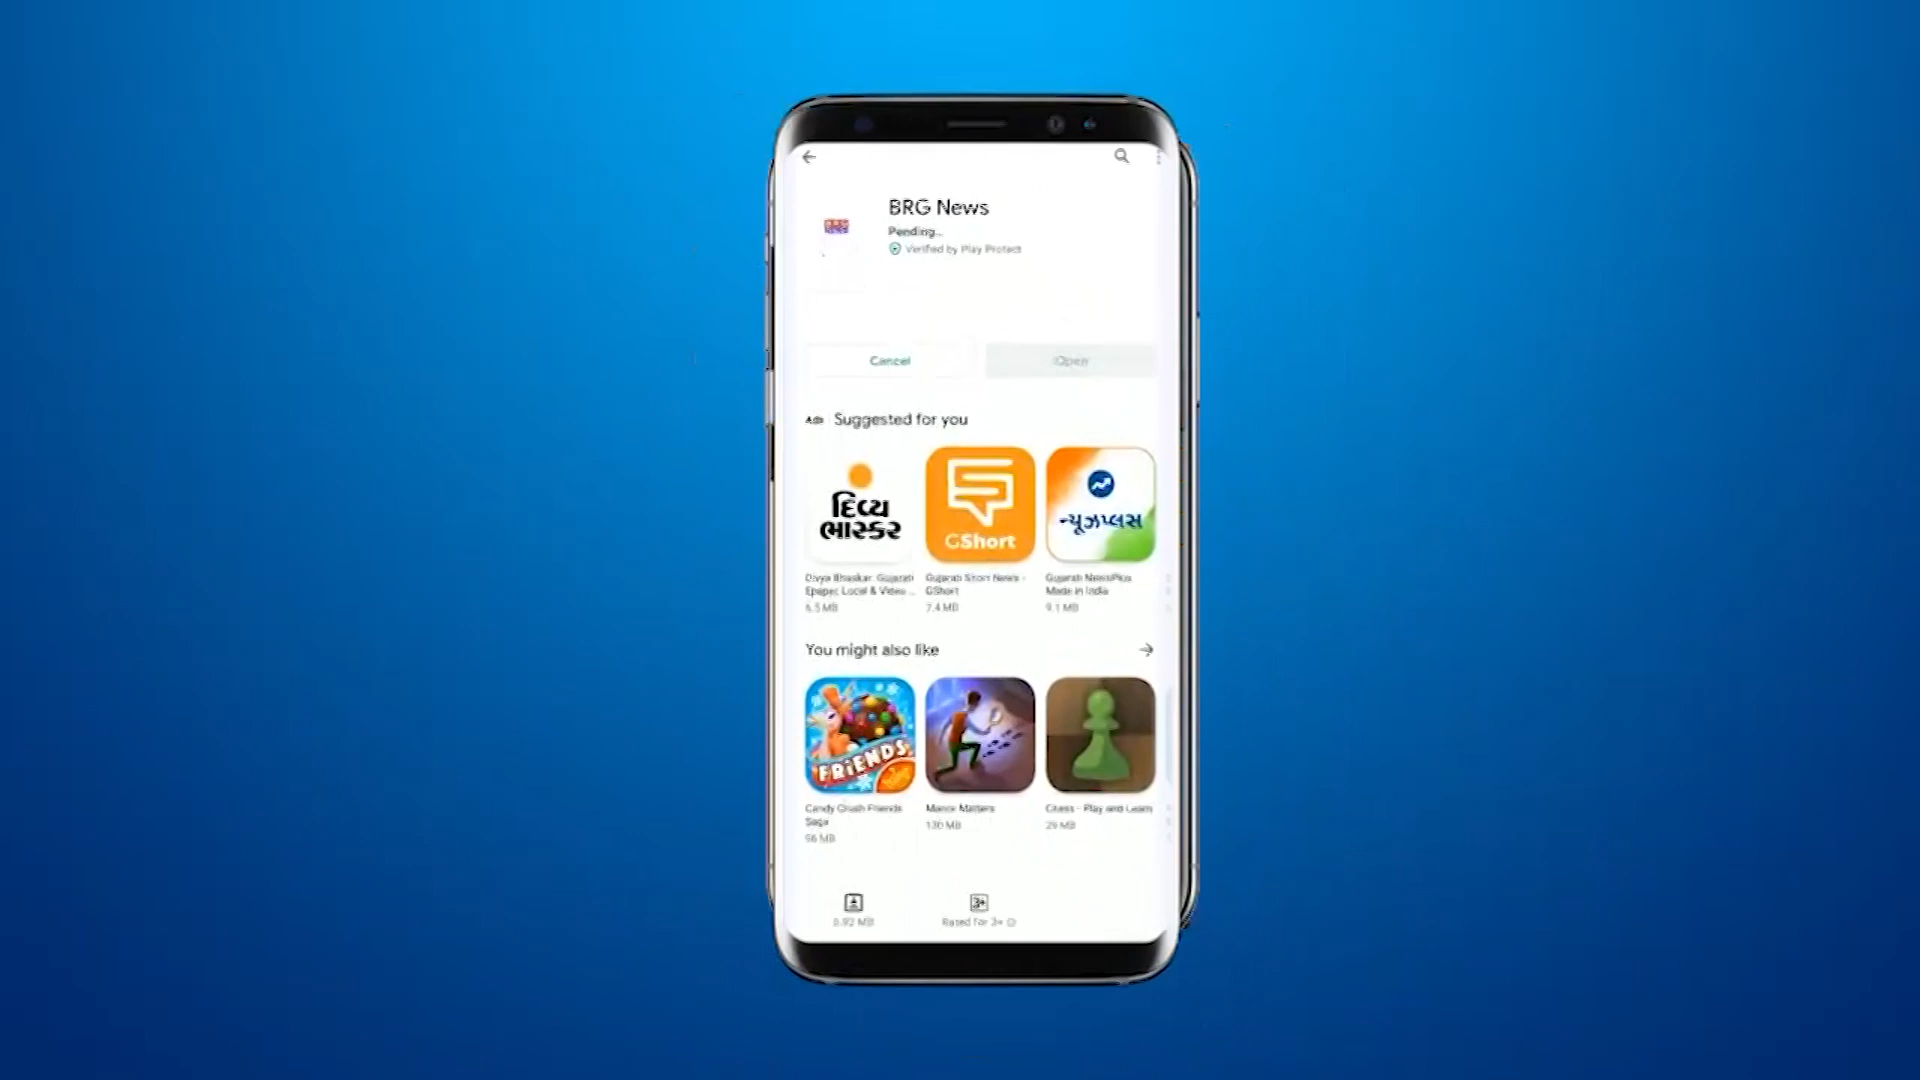 BRG News
Pending...
Verified by Play Protect
Cancel
Open
Ads Suggested for you
દિવ્ય
ભાસ્કર
GShort
ન્યૂઝપ્લસ
Divya Bhaskar: Gujarati
Epaper, Local & Video ...
6.5 MB
Gujarati Short News -
GShort
7.4 MB
Gujarati NewsPlus
Made in India
9.1 MB
You might also like
FRIENDS
Candy Crush Friends
Saga
96 MB
Manor Matters
130 MB
Chess - Play and Learn
29 MB
3+
Rated for 3+